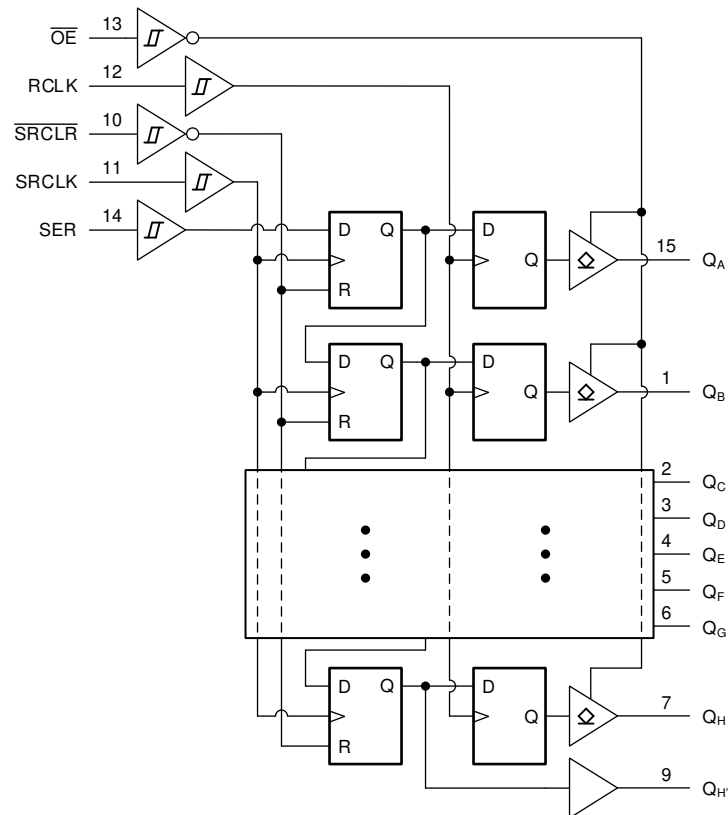 OE 13
RCLK 12
SRCLR 10
SRCLK 11
SER 14
D Q D
Q
R
15 QA
D Q D
Q
R
1 QB
2 QC
3 QD
4 QE
5 QF
6 QG
D Q D
Q
R
7 QH
9 QH'